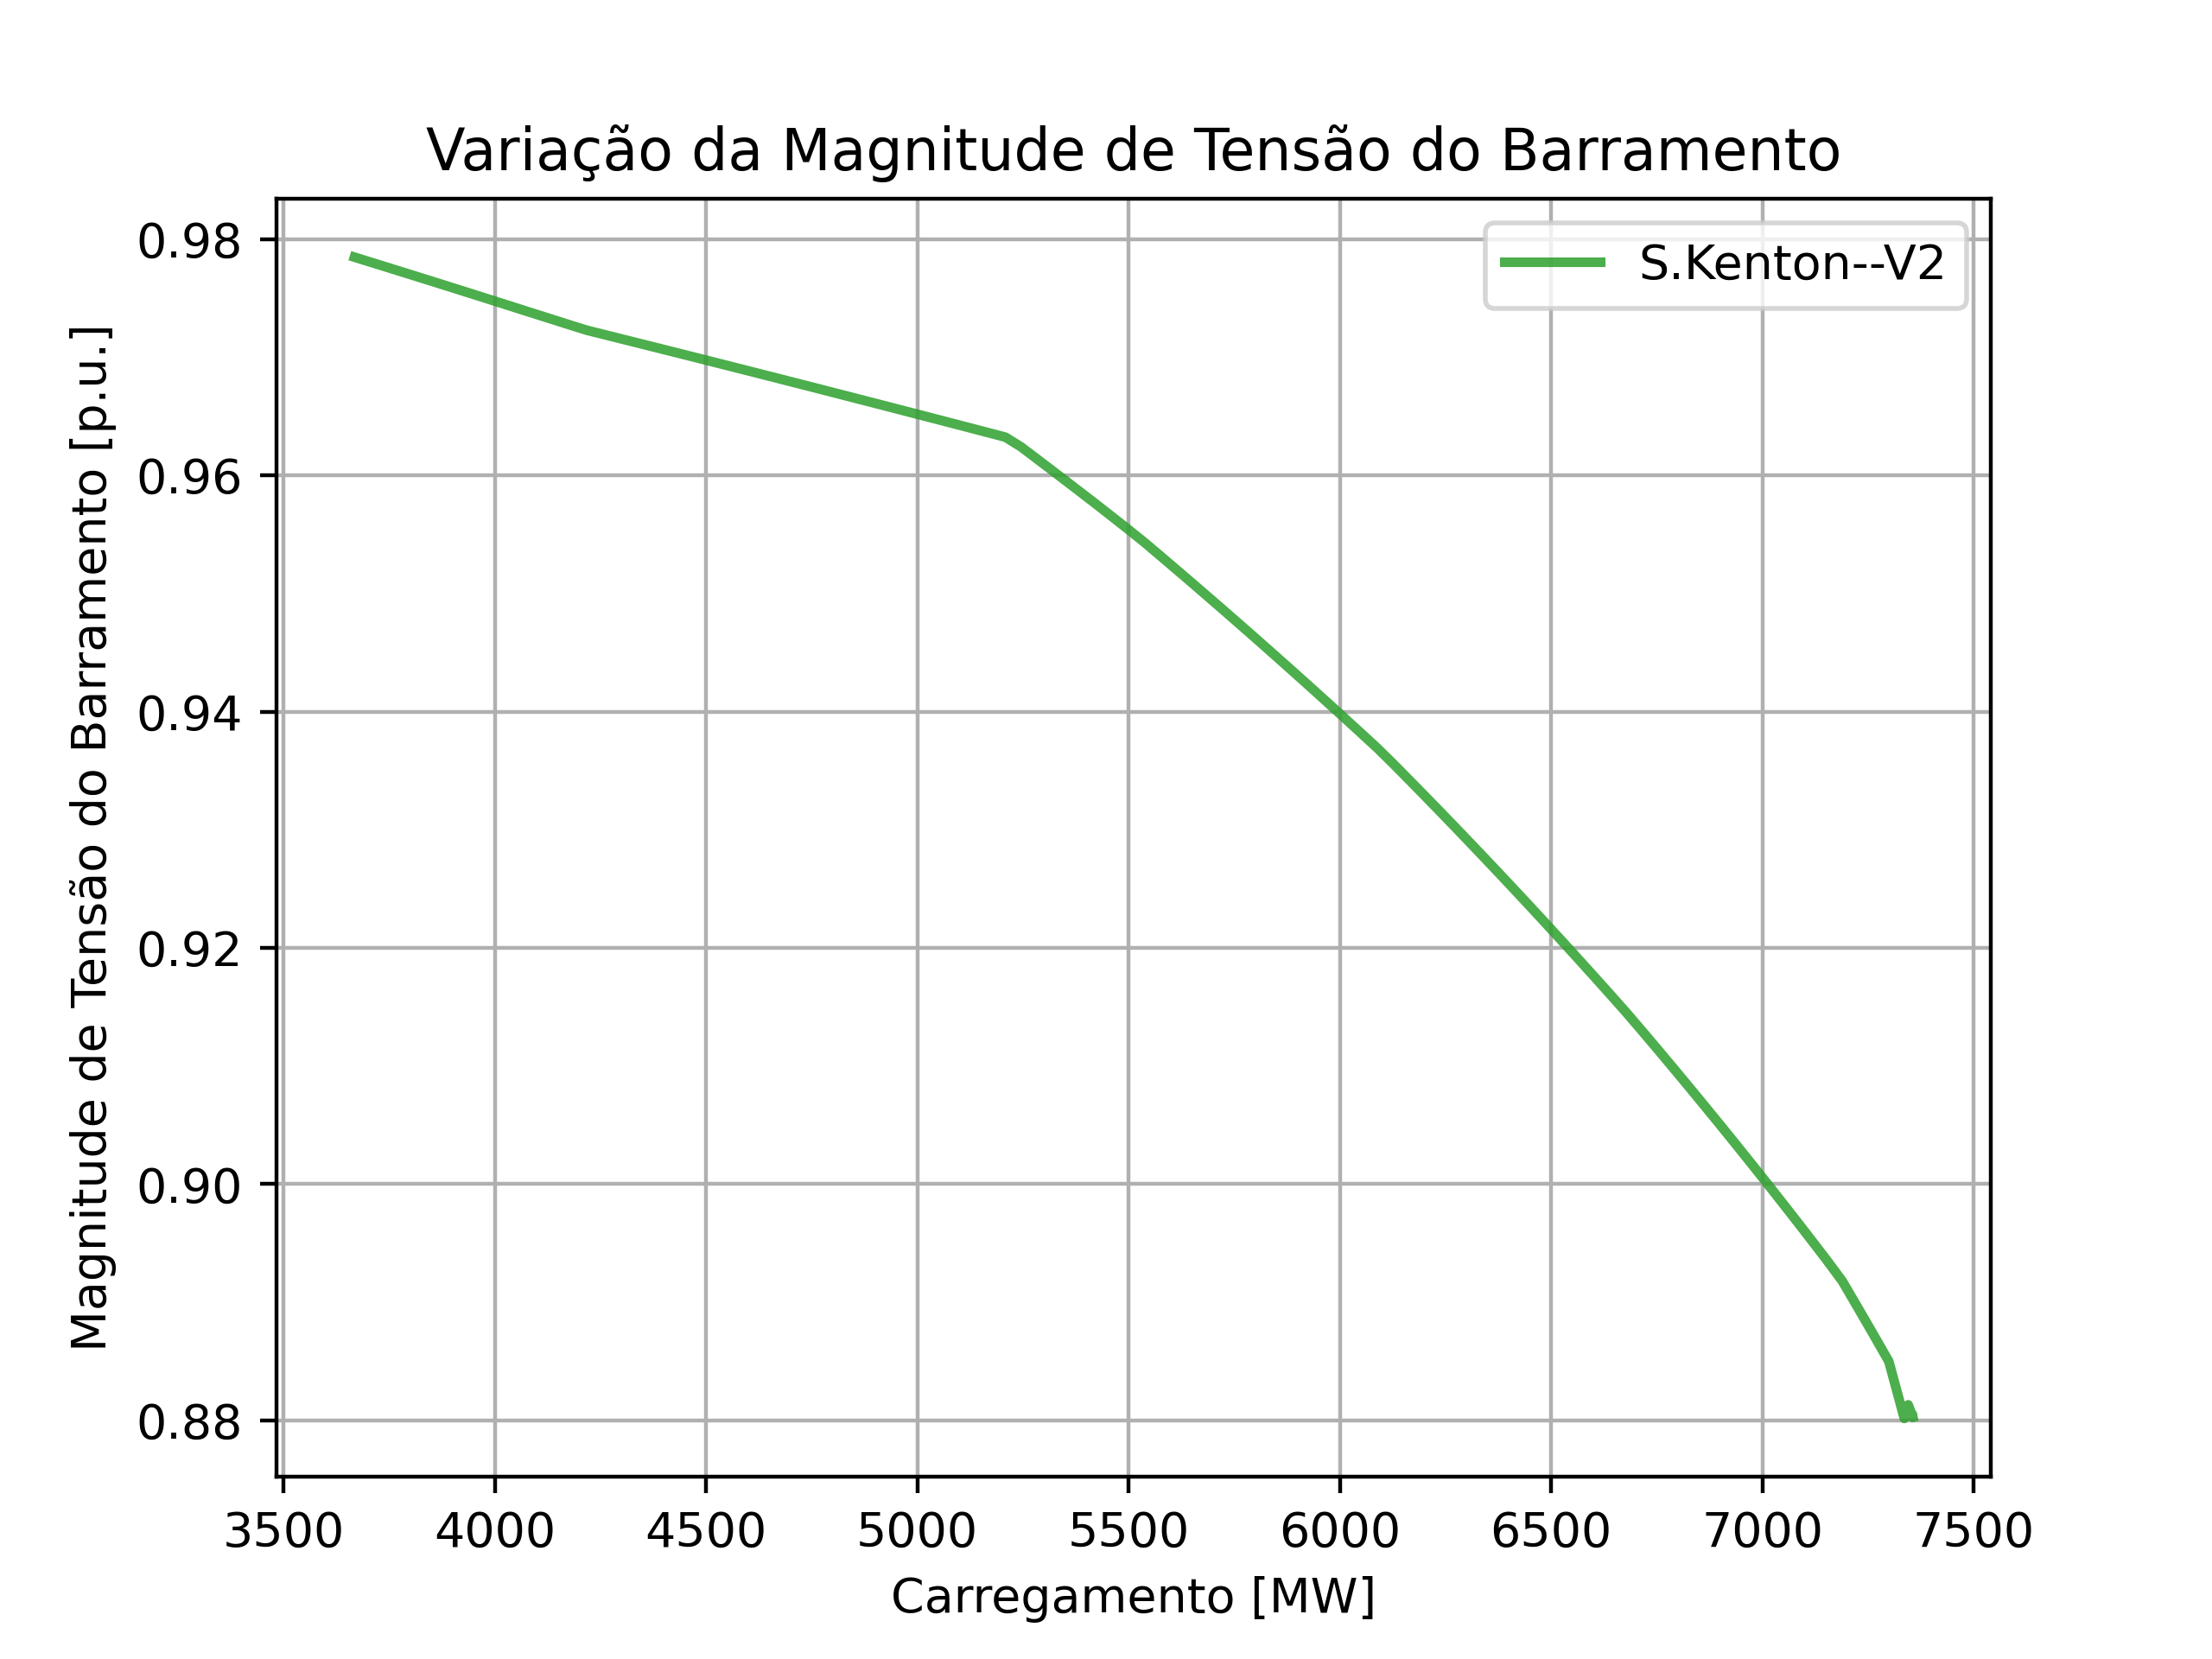 Variação da Magnitude de Tensão do Barramento
S.Kenton--V2
Magnitude de Tensão do Barramento [p.u.]
0.98
0.96
0.94
0.92
0.90
0.88
3500 4000 4500 5000 5500 6000 6500 7000 7500
Carregamento [MW]